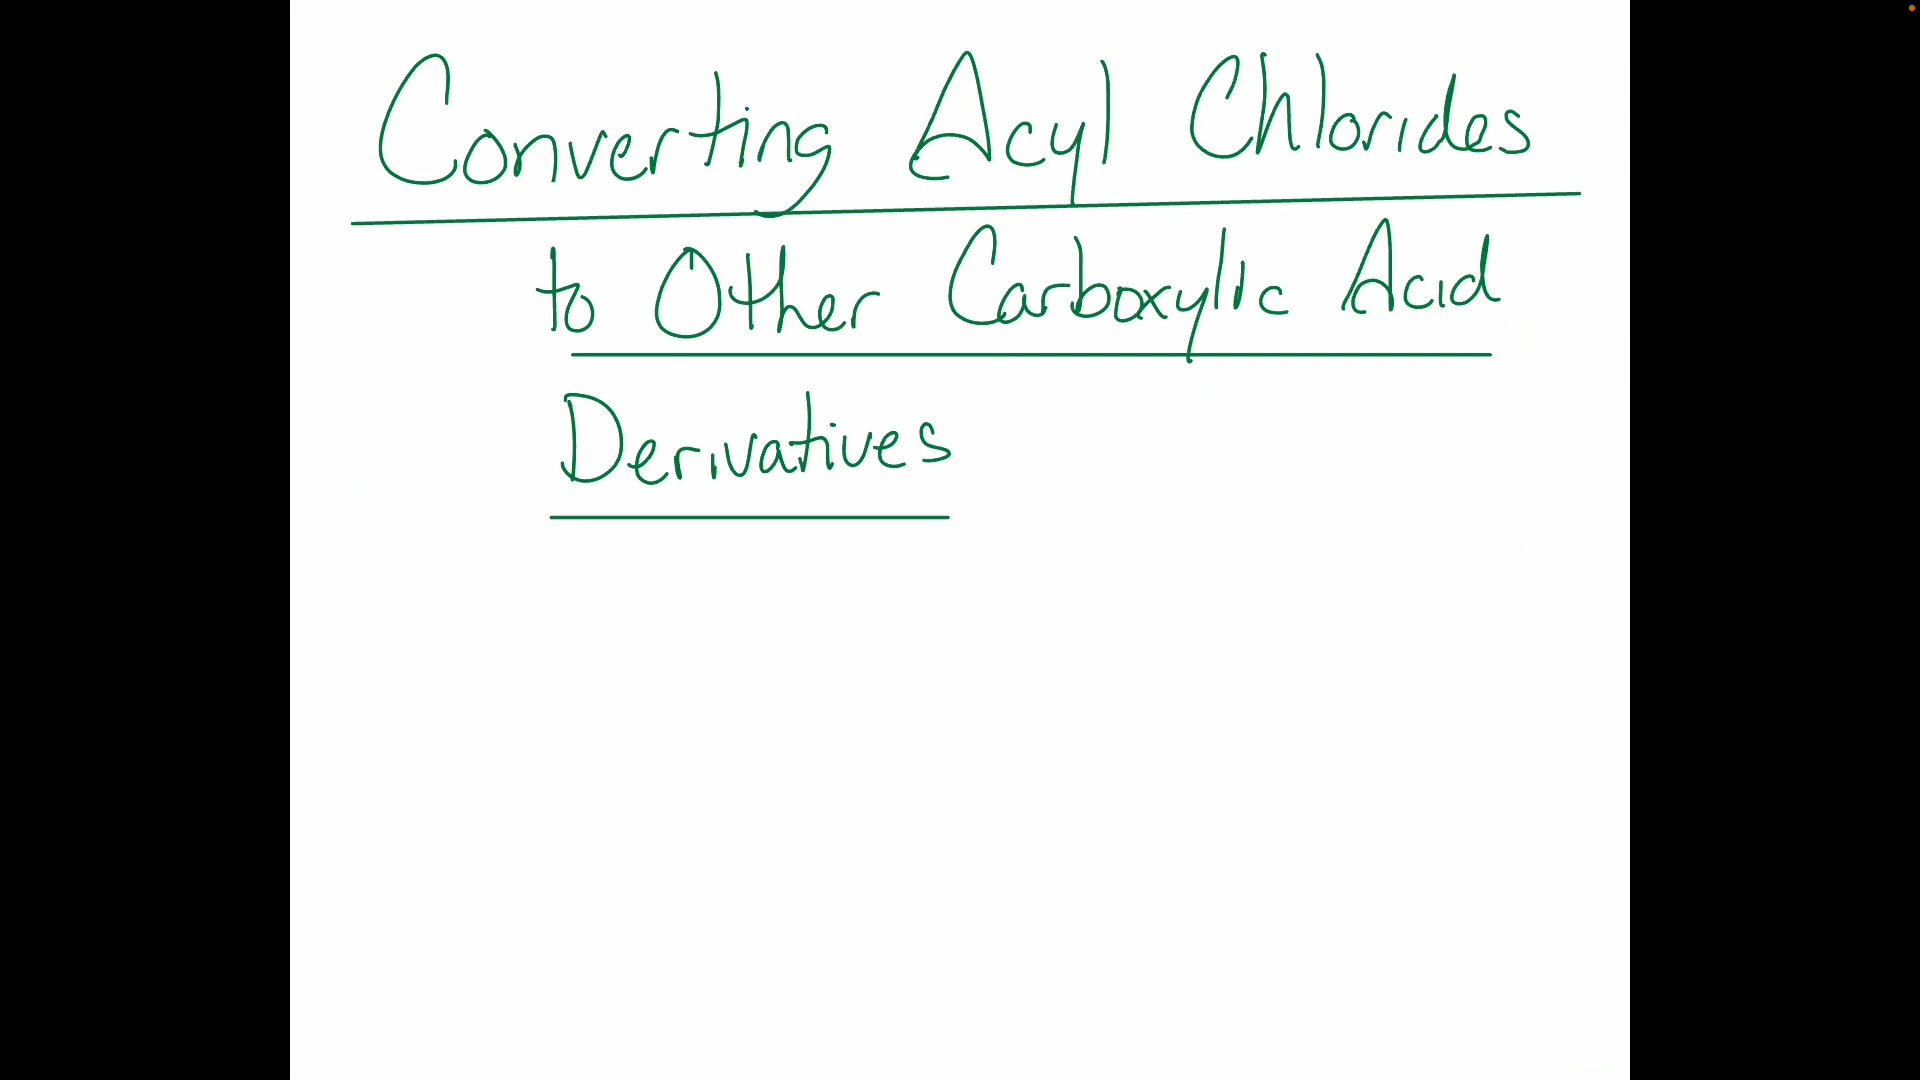 Converting Acyl Chlorides
to Other Carboxylic Acid
Derivatives